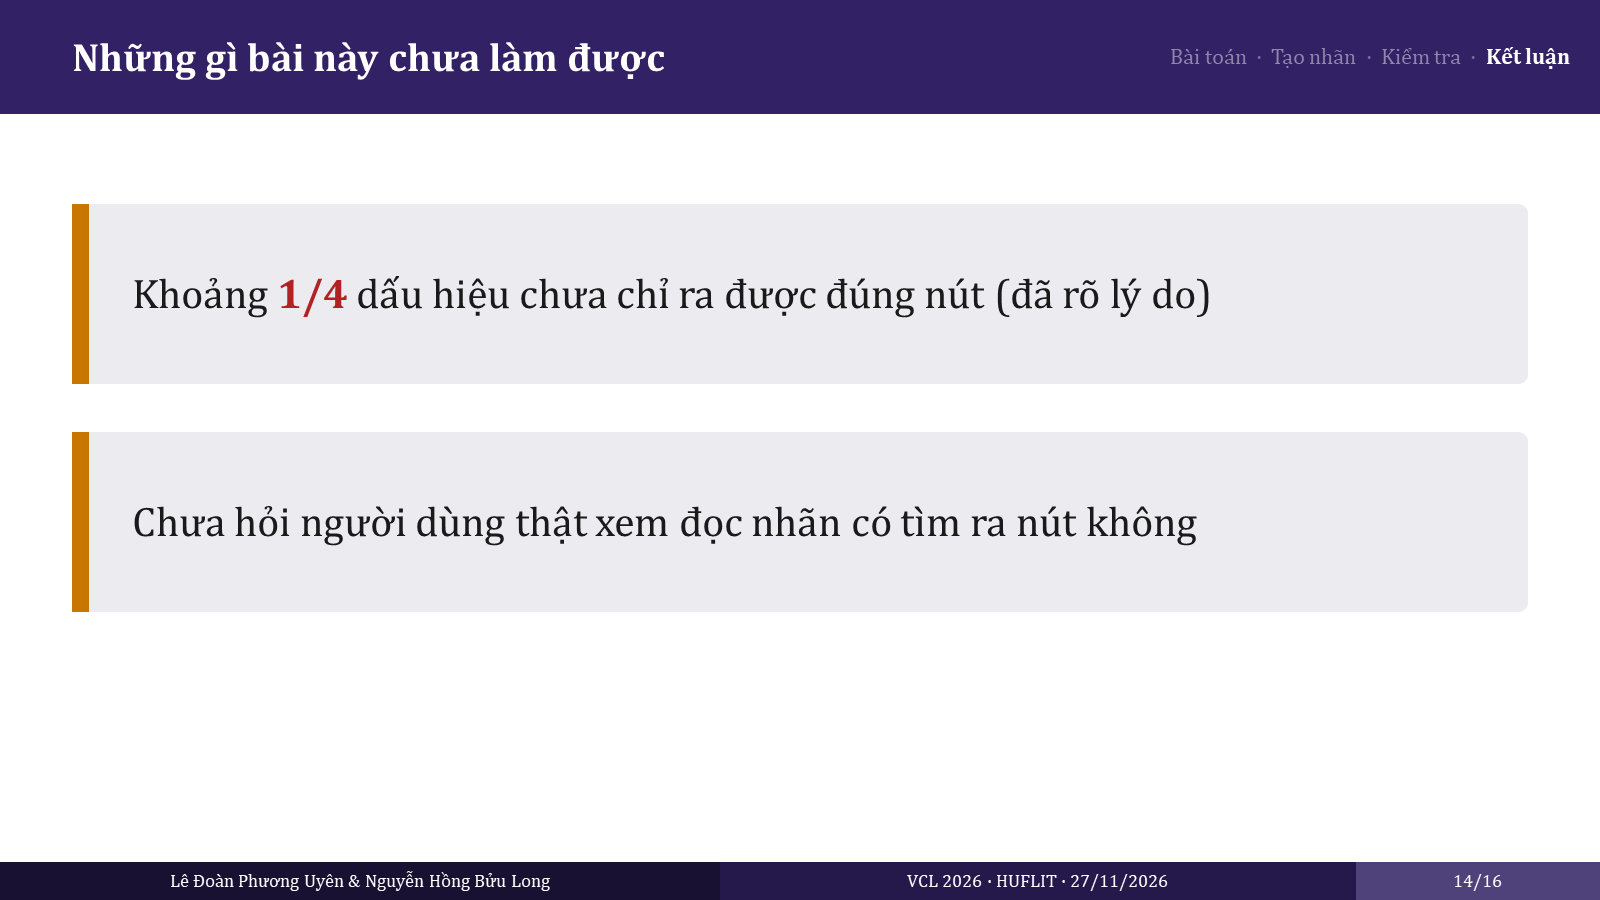 Những gì bài này chưa làm được
Bài toán · Tạo nhãn · Kiểm tra · Kết luận
Khoảng 1/4 dấu hiệu chưa chỉ ra được đúng nút (đã rõ lý do)
Chưa hỏi người dùng thật xem đọc nhãn có tìm ra nút không
Lê Đoàn Phương Uyên & Nguyễn Hồng Bửu Long
VCL 2026 · HUFLIT · 27/11/2026
14/16